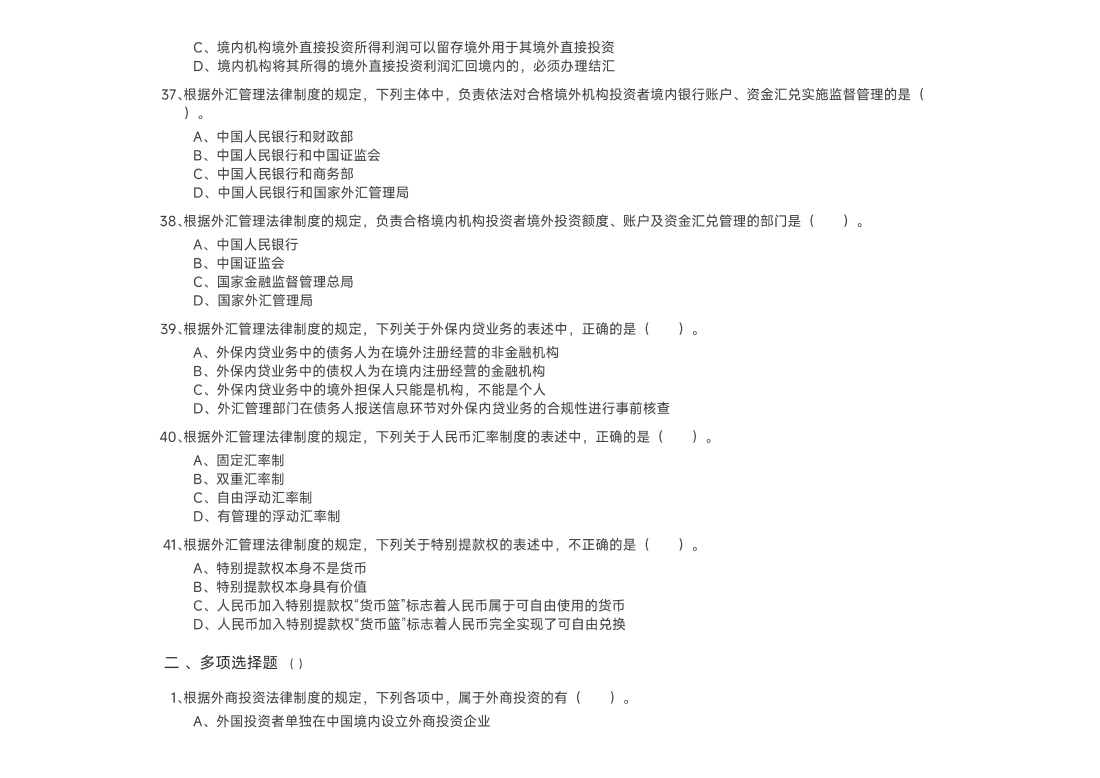 C、境内机构境外直接投资所得利润可以留存境外用于其境外直接投资
D、境内机构将其所得的境外直接投资利润汇回境内的，必须办理结汇
37、根据外汇管理法律制度的规定，下列主体中，负责依法对合格境外机构投资者境内银行账户、资金汇兑实施监督管理的是（
）。
A、中国人民银行和财政部
B、中国人民银行和中国证监会
C、中国人民银行和商务部
D、中国人民银行和国家外汇管理局
38、根据外汇管理法律制度的规定，负责合格境内机构投资者境外投资额度、账户及资金汇兑管理的部门是（　　）。
A、中国人民银行
B、中国证监会
C、国家金融监督管理总局
D、国家外汇管理局
39、根据外汇管理法律制度的规定，下列关于外保内贷业务的表述中，正确的是（　　）。
A、外保内贷业务中的债务人为在境外注册经营的非金融机构
B、外保内贷业务中的债权人为在境内注册经营的金融机构
C、外保内贷业务中的境外担保人只能是机构，不能是个人
D、外汇管理部门在债务人报送信息环节对外保内贷业务的合规性进行事前核查
40、根据外汇管理法律制度的规定，下列关于人民币汇率制度的表述中，正确的是（　　）。
A、固定汇率制
B、双重汇率制
C、自由浮动汇率制
D、有管理的浮动汇率制
41、根据外汇管理法律制度的规定，下列关于特别提款权的表述中，不正确的是（　　）。
A、特别提款权本身不是货币
B、特别提款权本身具有价值
C、人民币加入特别提款权“货币篮”标志着人民币属于可自由使用的货币
D、人民币加入特别提款权“货币篮”标志着人民币完全实现了可自由兑换
二 、多项选择题 （ ）
1、根据外商投资法律制度的规定，下列各项中，属于外商投资的有（　　）。
A、外国投资者单独在中国境内设立外商投资企业